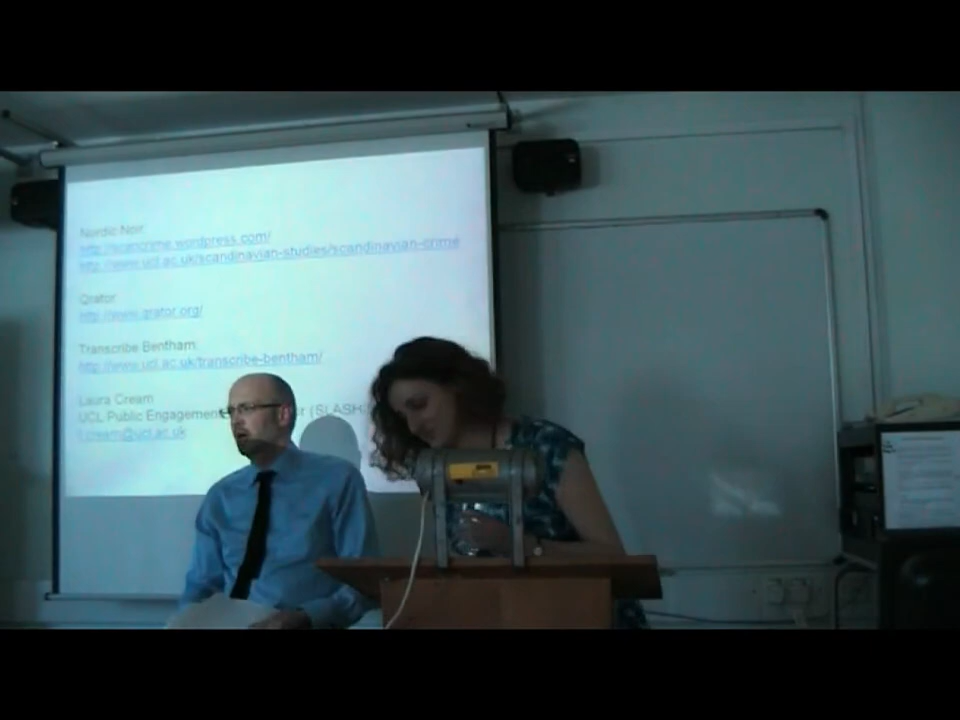 Nordic Noir
http://scancrime.wordpress.com/
http://www.ucl.ac.uk/scandinavian-studies/scandinavian-crime
Qrator
http://www.qrator.org/
Transcribe Bentham
http://www.ucl.ac.uk/transcribe-bentham/
Laura Cream
UCL Public Engagement (SLASH
l.cream@ucl.ac.uk